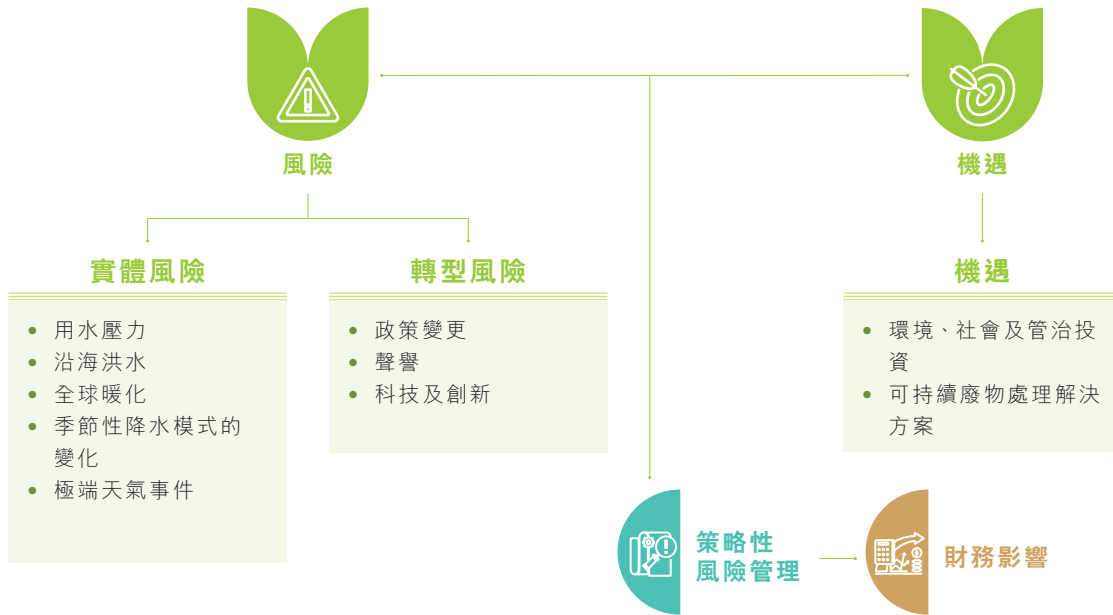 風險
機遇
實體風險
• 用水壓力
• 沿海洪水
• 全球暖化
• 季節性降水模式的
變化
• 極端天氣事件
轉型風險
• 政策變更
• 聲譽
• 科技及創新
機遇
• 環境、社會及管治投
資
• 可持續廢物處理解決
方案
策略性
風險管理
財務影響